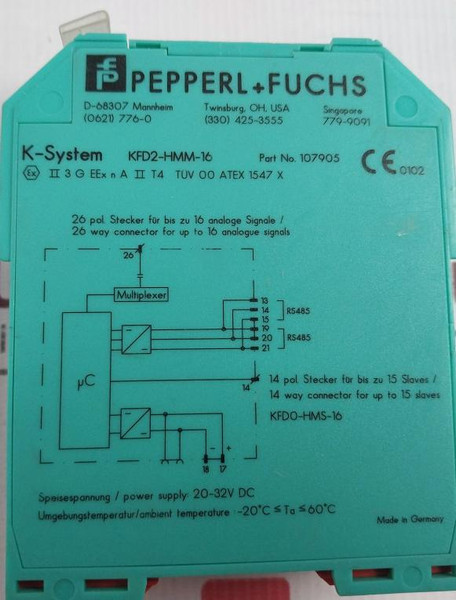 PEPPERL+FUCHS
D-68307 Mannheim Twinsburg, OH, USA Singapore
(0621) 776-0 (330) 425-3555 779-9091
K-System KFD2-HMM-16 Part No. 107905 CE 0102
Ex II 3 G EEx n A II T4 TUV 00 ATEX 1547 X
26 pol. Stecker für bis zu 16 analoge Signale /
26 way connector for up to 16 analogue signals
26
Multiplexer
13
14 RS485
15
19
20 RS485
21
µC
14
14 pol. Stecker für bis zu 15 Slaves /
14 way connector for up to 15 slaves
KFD0-HMS-16
- +
18 17
Speisespannung / power supply: 20-32V DC
Umgebungstemperatur/ambient temperature : -20°C ≤ Ta ≤ 60°C
Made in Germany